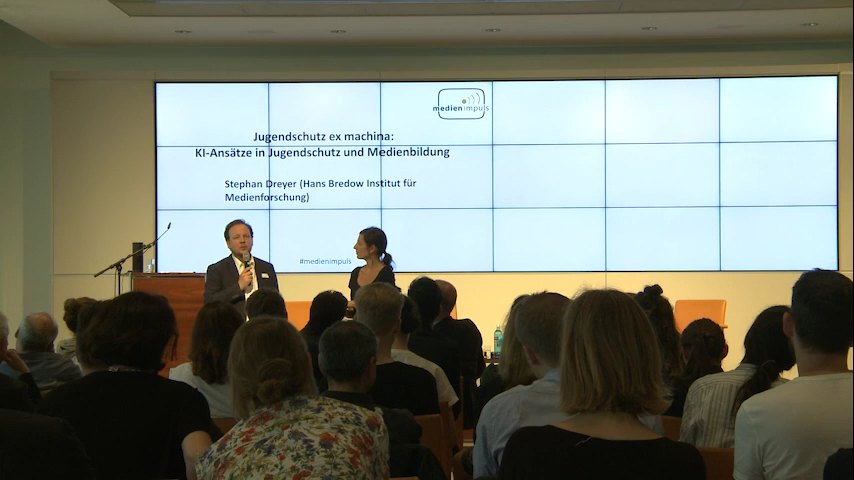 medienimpuls
Jugendschutz ex machina:
KI-Ansätze in Jugendschutz und Medienbildung
Stephan Dreyer (Hans Bredow Institut für
Medienforschung)
#medienimpuls